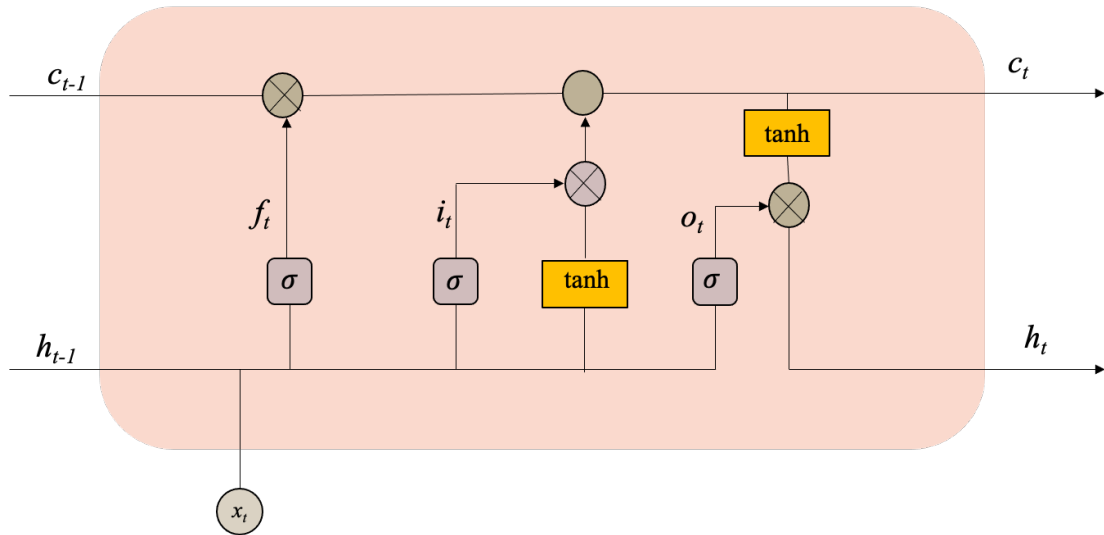 c_{t-1}
c_t
tanh
f_t
i_t
o_t
σ
σ
tanh
σ
h_{t-1}
h_t
x_t